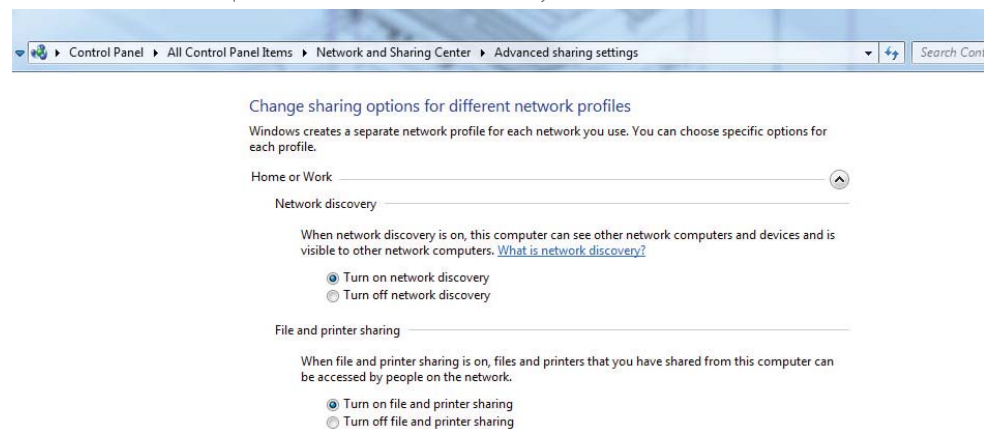 Control Panel ▸ All Control Panel Items ▸ Network and Sharing Center ▸ Advanced sharing settings
Search Cont
Change sharing options for different network profiles
Windows creates a separate network profile for each network you use. You can choose specific options for
each profile.
Home or Work
Network discovery
When network discovery is on, this computer can see other network computers and devices and is
visible to other network computers. What is network discovery?
Turn on network discovery
Turn off network discovery
File and printer sharing
When file and printer sharing is on, files and printers that you have shared from this computer can
be accessed by people on the network.
Turn on file and printer sharing
Turn off file and printer sharing